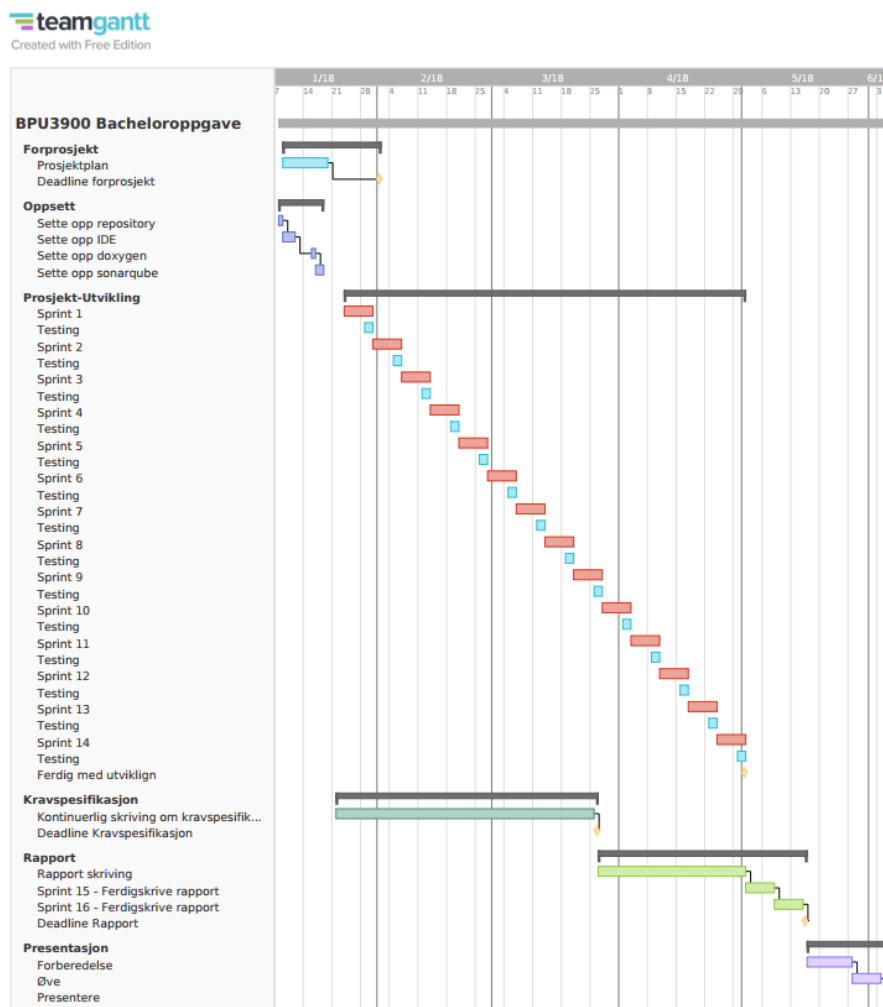 teamgantt
Created with Free Edition
1/18 2/18 3/18 4/18 5/18 6/1
7 14 21 28 4 11 18 25 4 11 18 25 1 8 15 22 29 6 13 20 27 3
BPU3900 Bacheloroppgave
Forprosjekt
Prosjektplan
Deadline forprosjekt
Oppsett
Sette opp repository
Sette opp IDE
Sette opp doxygen
Sette opp sonarqube
Prosjekt-Utvikling
Sprint 1
Testing
Sprint 2
Testing
Sprint 3
Testing
Sprint 4
Testing
Sprint 5
Testing
Sprint 6
Testing
Sprint 7
Testing
Sprint 8
Testing
Sprint 9
Testing
Sprint 10
Testing
Sprint 11
Testing
Sprint 12
Testing
Sprint 13
Testing
Sprint 14
Testing
Ferdig med utviklign
Kravspesifikasjon
Kontinuerlig skriving om kravspesifik...
Deadline Kravspesifikasjon
Rapport
Rapport skriving
Sprint 15 - Ferdigskrive rapport
Sprint 16 - Ferdigskrive rapport
Deadline Rapport
Presentasjon
Forberedelse
Øve
Presentere